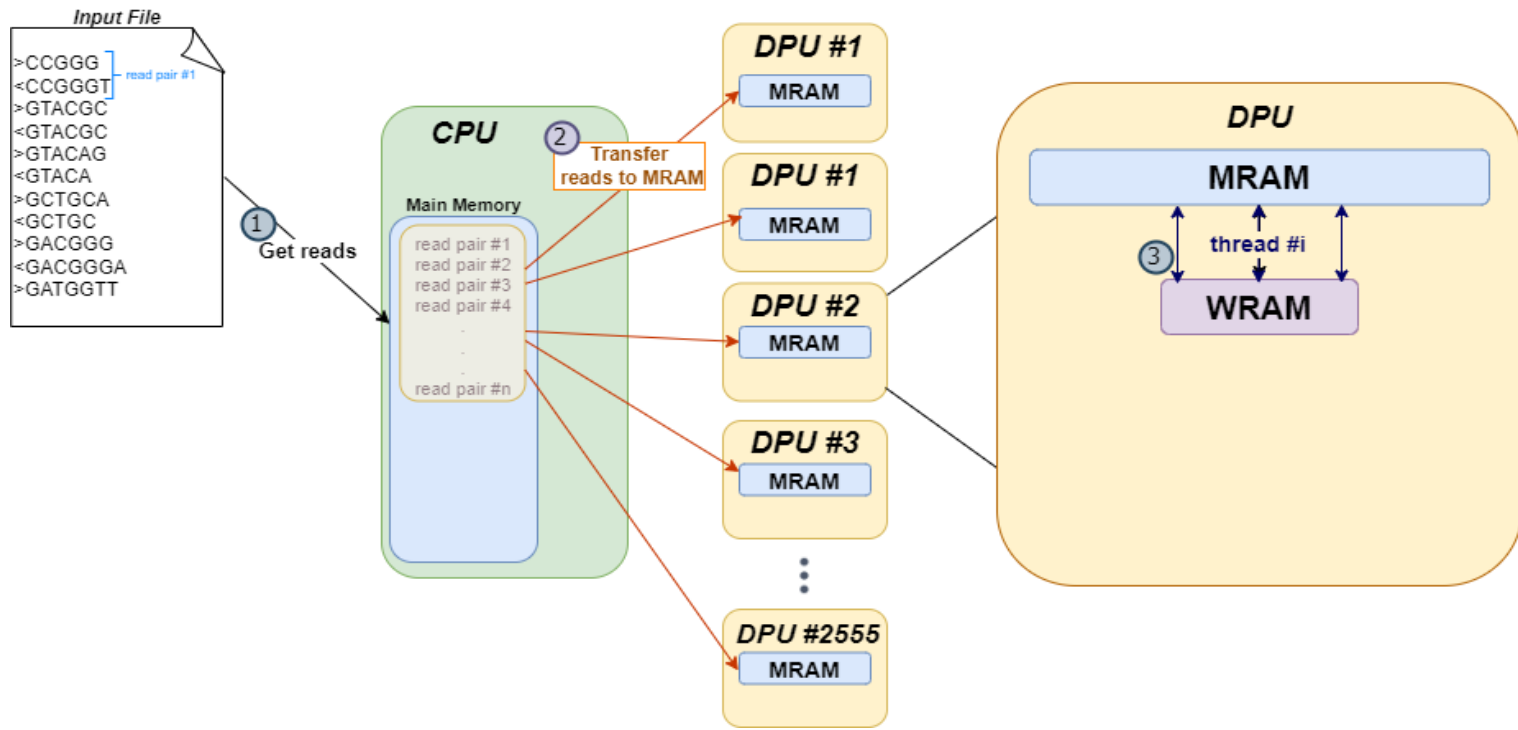 Input File
>CCGGG
<CCGGGT
read pair #1
>GTACGC
<GTACGC
>GTACAG
<GTACA
>GCTGCA
<GCTGC
>GACGGG
<GACGGGA
>GATGGTT
1
Get reads
CPU
2
Transfer
reads to MRAM
Main Memory
read pair #1
read pair #2
read pair #3
read pair #4
.
.
.
read pair #n
DPU #1
MRAM
DPU #1
MRAM
DPU #2
MRAM
DPU #3
MRAM
DPU #2555
MRAM
DPU
MRAM
3
thread #i
WRAM